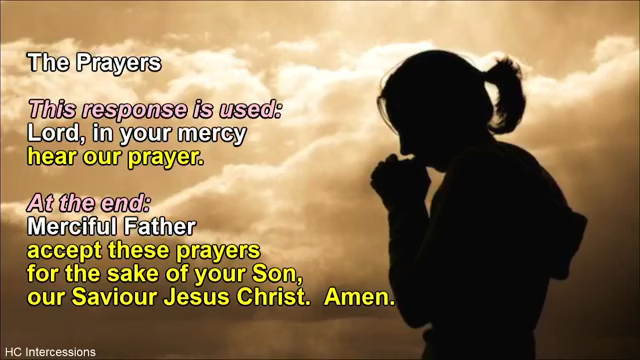 The Prayers
This response is used:
Lord, in your mercy
hear our prayer.
At the end:
Merciful Father
accept these prayers
for the sake of your Son,
our Saviour Jesus Christ.  Amen.
HC Intercessions